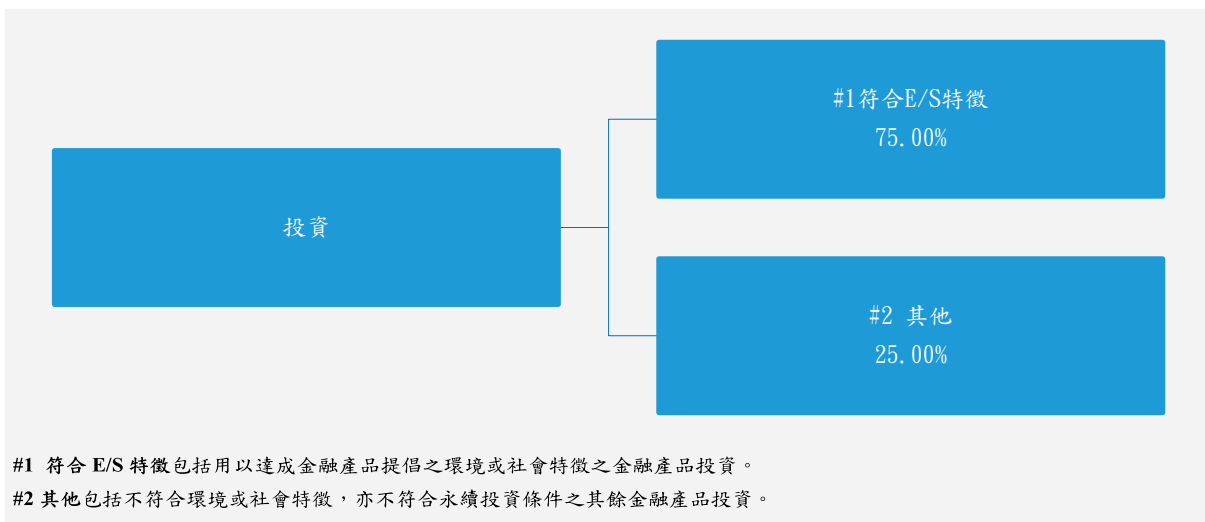 #1符合E/S特徵
75.00%
投資
#2 其他
25.00%
#1 符合 E/S 特徵包括用以達成金融產品提倡之環境或社會特徵之金融產品投資。
#2 其他包括不符合環境或社會特徵，亦不符合永續投資條件之其餘金融產品投資。